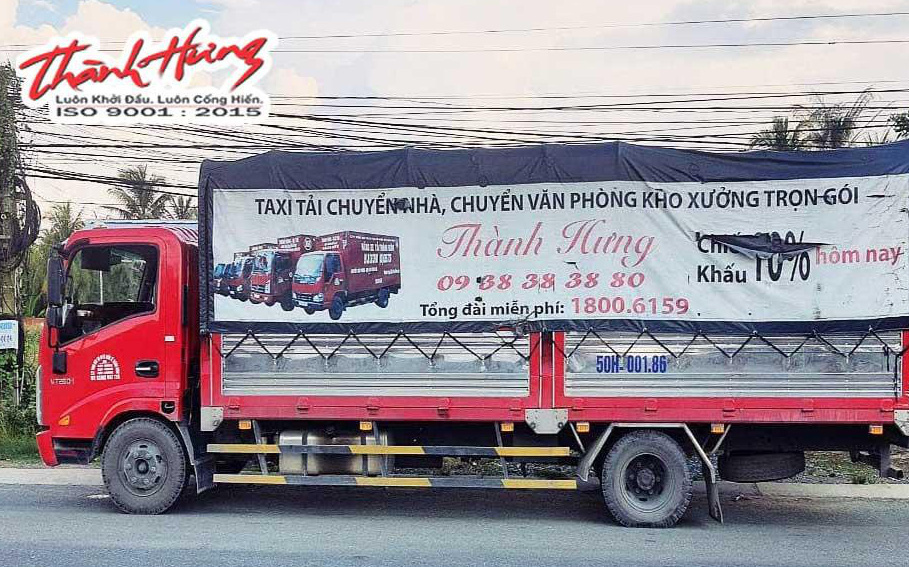 Thành Hưng
Luôn Khởi Đầu. Luôn Cống Hiến.
ISO 9001 : 2015
TAXI TẢI CHUYỂN NHÀ, CHUYỂN VĂN PHÒNG KHO XƯỞNG TRỌN GÓI
Thành Hưng
09 38 38 38 80
Tổng đài miễn phí: 1800.6159
Khấu 10% hôm nay
50H-001.86